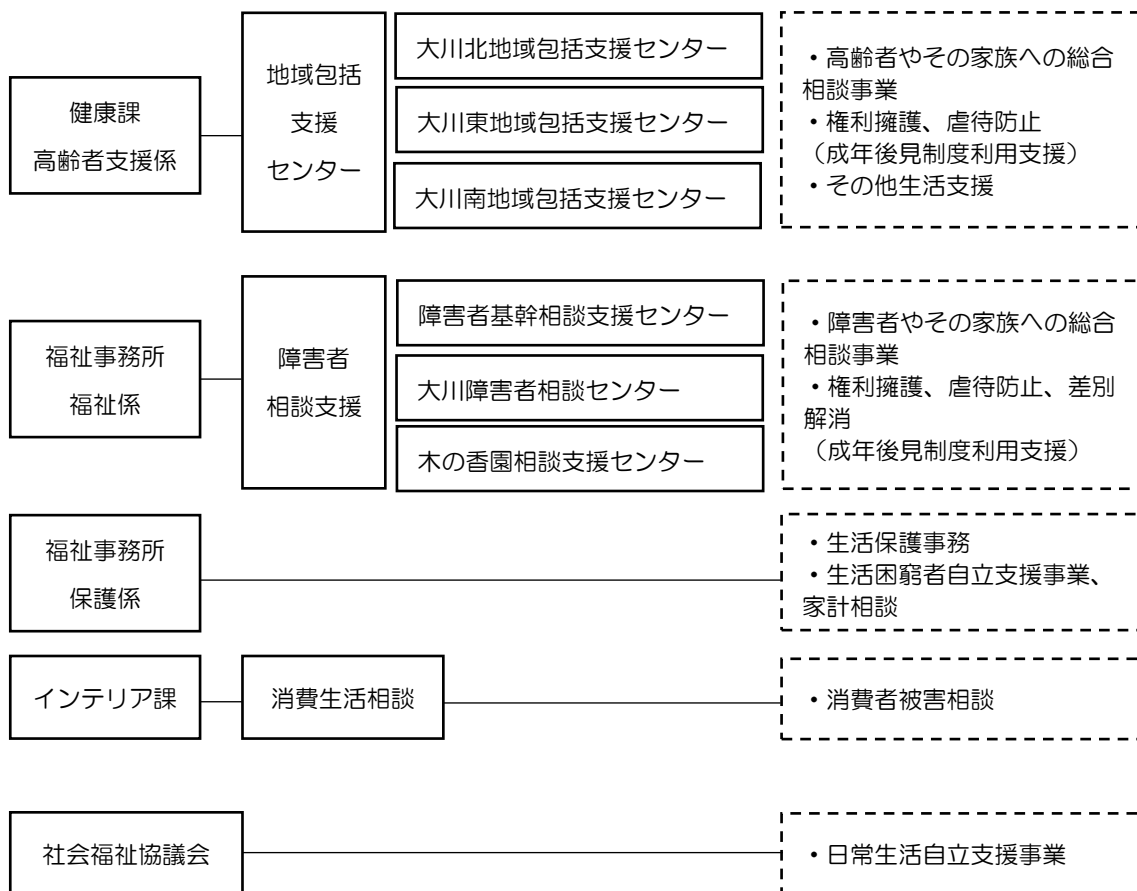 健康課
高齢者支援係
地域包括
支援
センター
大川北地域包括支援センター
大川東地域包括支援センター
大川南地域包括支援センター
・高齢者やその家族への総合
相談事業
・権利擁護、虐待防止
（成年後見制度利用支援）
・その他生活支援
福祉事務所
福祉係
障害者
相談支援
障害者基幹相談支援センター
大川障害者相談センター
木の香園相談支援センター
・障害者やその家族への総合
相談事業
・権利擁護、虐待防止、差別
解消
（成年後見制度利用支援）
福祉事務所
保護係
・生活保護事務
・生活困窮者自立支援事業、
家計相談
インテリア課
消費生活相談
・消費者被害相談
社会福祉協議会
・日常生活自立支援事業